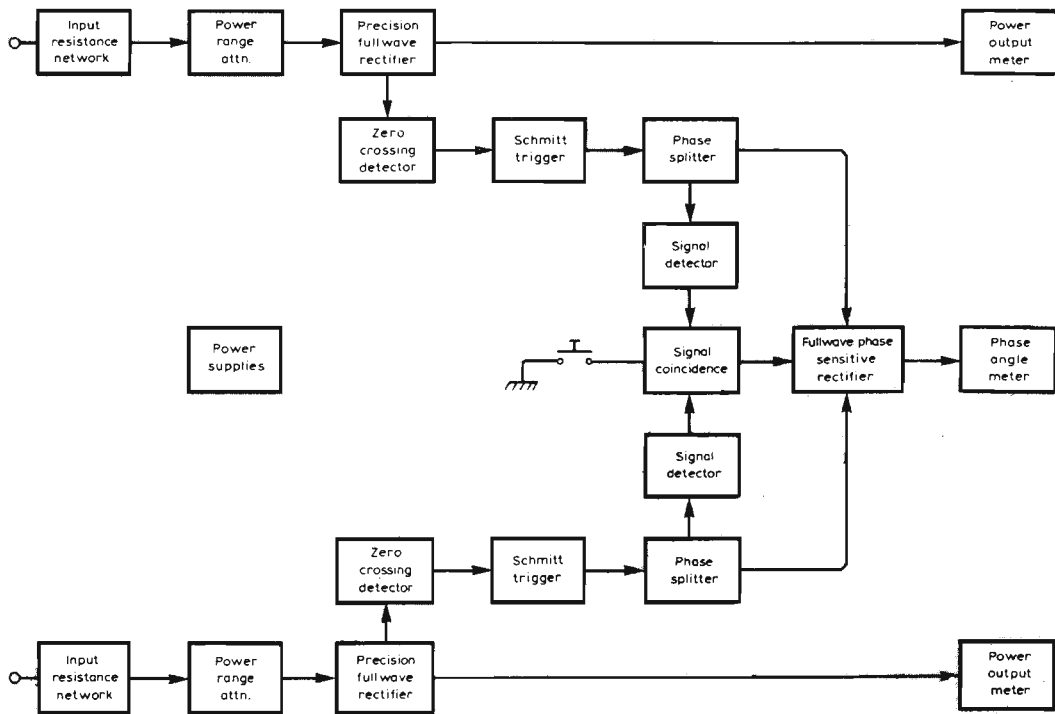 Input
resistance
network
Power
range
attn.
Precision
fullwave
rectifier
Power
output
meter
Zero
crossing
detector
Schmitt
trigger
Phase
splitter
Signal
detector
Power
supplies
Signal
coincidence
Fullwave phase
sensitive
rectifier
Phase
angle
meter
Signal
detector
Zero
crossing
detector
Schmitt
trigger
Phase
splitter
Input
resistance
network
Power
range
attn.
Precision
fullwave
rectifier
Power
output
meter